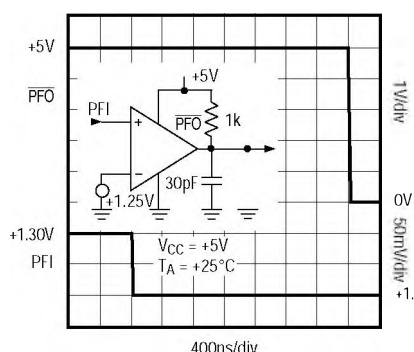 +5V
PFO
+5V
PFI
+
PFO
1k
−
+1.25V
30pF
1V/div
0V
+1.30V
PFI
VCC = +5V
TA = +25°C
50mV/div
+1.
400ns/div